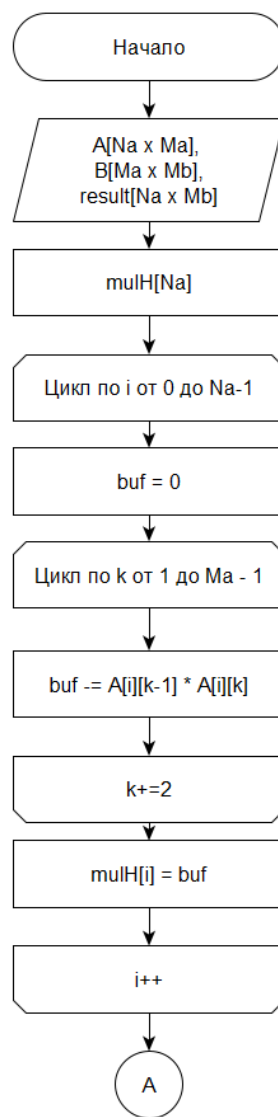 Начало
A[Na x Ma],
B[Ma x Mb],
result[Na x Mb]
mulH[Na]
Цикл по i от 0 до Na-1
buf = 0
Цикл по k от 1 до Ma - 1
buf -= A[i][k-1] * A[i][k]
k+=2
mulH[i] = buf
i++
A